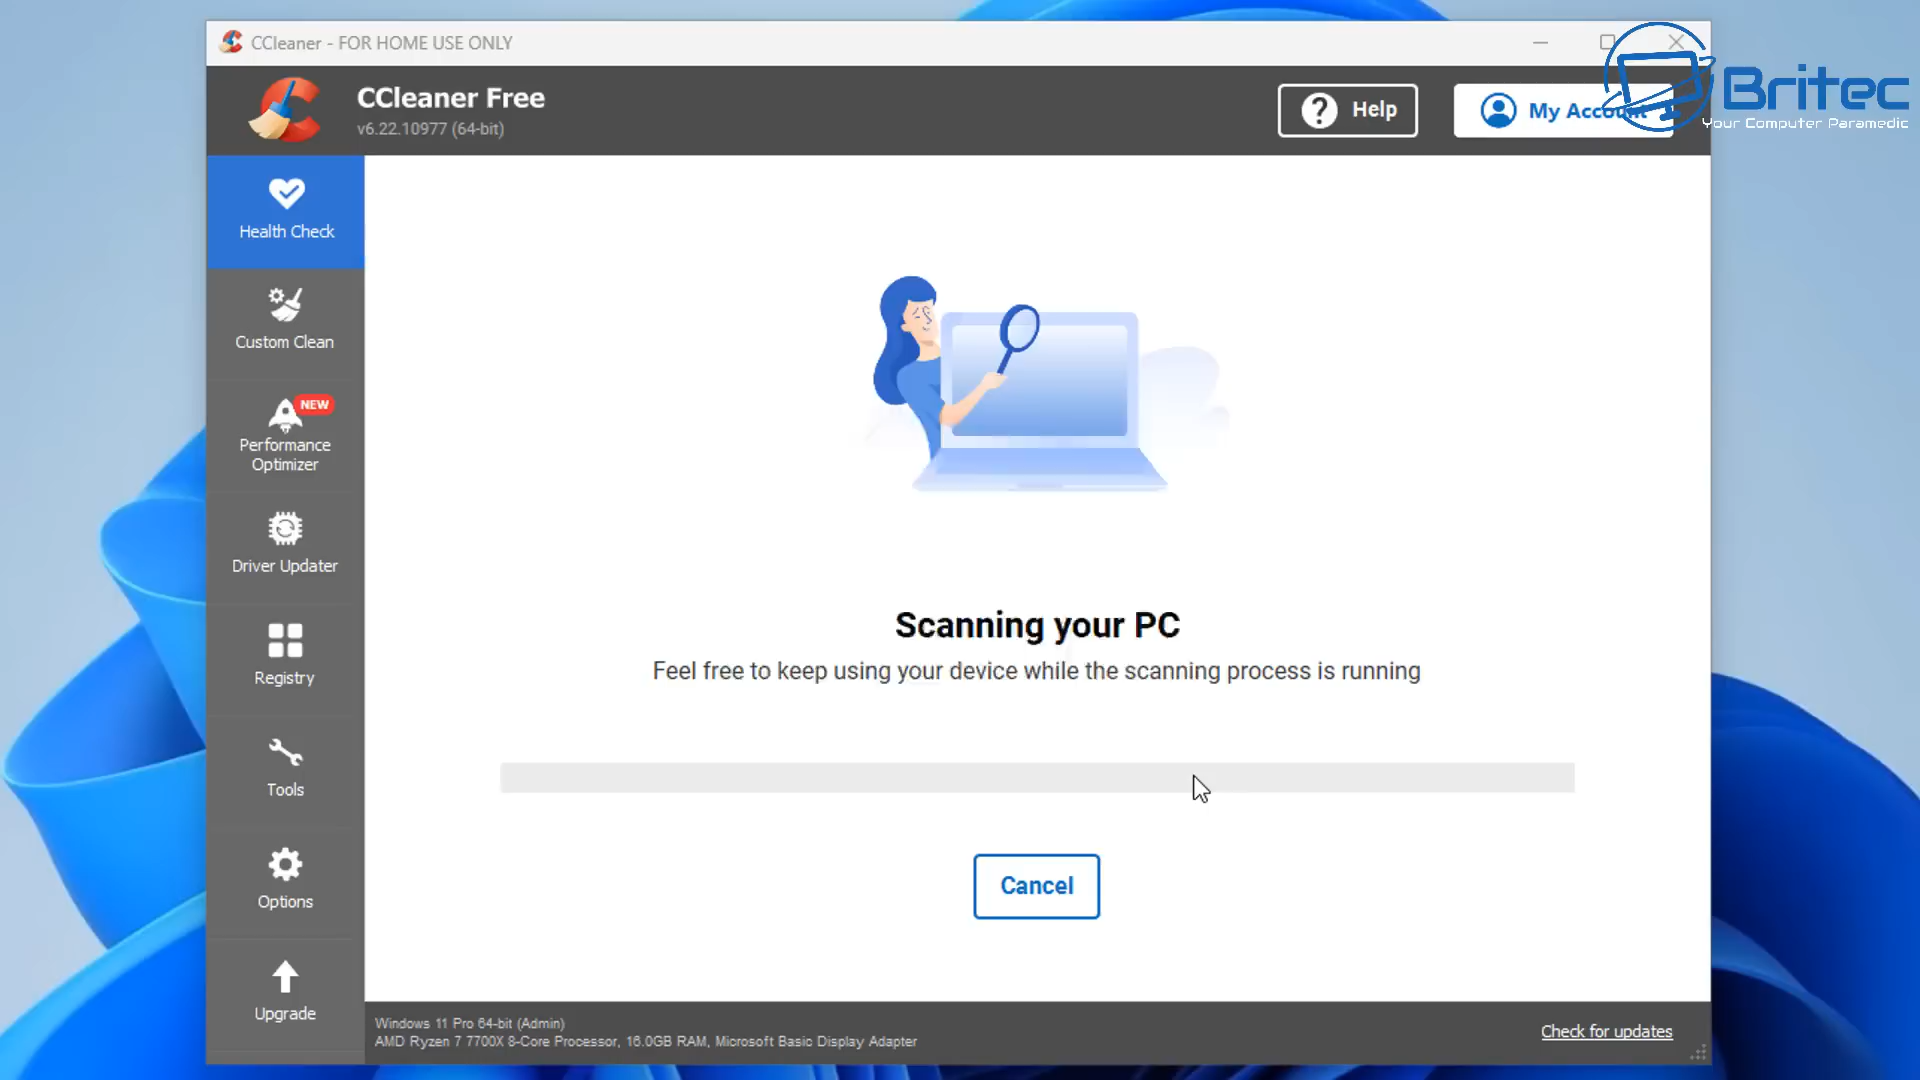 CCleaner - FOR HOME USE ONLY
Britec
Your Computer Paramedic
CCleaner Free
v6.22.10977 (64-bit)
Help
My Account
Health Check
Custom Clean
NEW
Performance
Optimizer
Driver Updater
Registry
Tools
Options
Upgrade
Scanning your PC
Feel free to keep using your device while the scanning process is running
Cancel
Windows 11 Pro 64-bit (Admin)
AMD Ryzen 7 7700X 8-Core Processor, 16.0GB RAM, Microsoft Basic Display Adapter
Check for updates